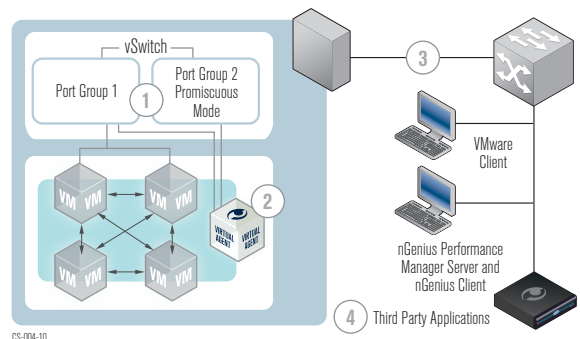 vSwitch
Port Group 1
1
Port Group 2
Promiscuous
Mode
3
VM VM
VM VM
2
VIRTUAL
AGENT
VIRTUAL
AGENT
VM VM
VM VM
VMware
Client
nGenius Performance
Manager Server and
nGenius Client
4 Third Party Applications
CS-004-10